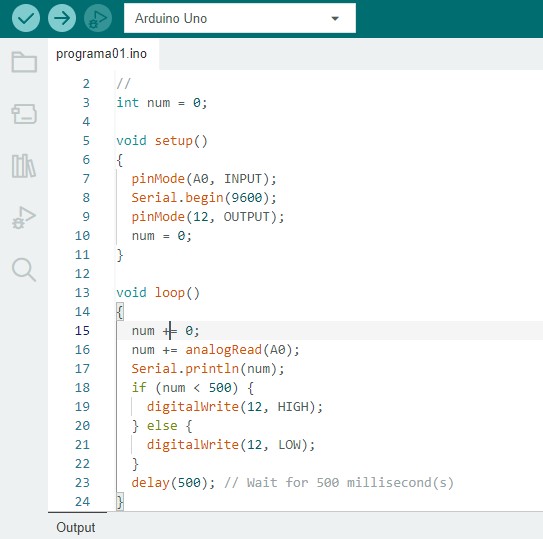 Arduino Uno
programa01.ino
2 //
3 int num = 0;
4
5 void setup()
6 {
7 pinMode(A0, INPUT);
8 Serial.begin(9600);
9 pinMode(12, OUTPUT);
10 num = 0;
11 }
12
13 void loop()
14 {
15 num += 0;
16 num += analogRead(A0);
17 Serial.println(num);
18 if (num < 500) {
19 digitalWrite(12, HIGH);
20 } else {
21 digitalWrite(12, LOW);
22 }
23 delay(500); // Wait for 500 millisecond(s)
24 }
Output